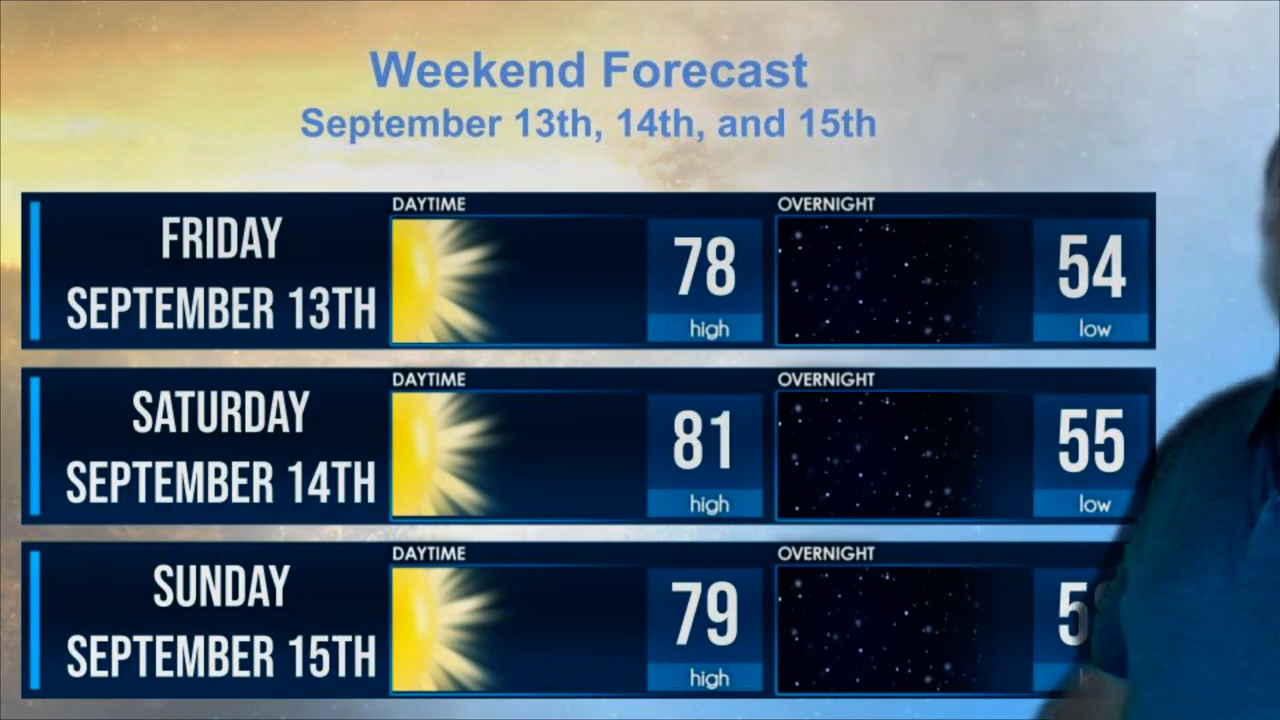 Weekend Forecast
September 13th, 14th, and 15th
DAYTIME
OVERNIGHT
FRIDAY
SEPTEMBER 13TH
78
high
54
low
DAYTIME
OVERNIGHT
SATURDAY
SEPTEMBER 14TH
81
high
55
low
DAYTIME
OVERNIGHT
SUNDAY
SEPTEMBER 15TH
79
high